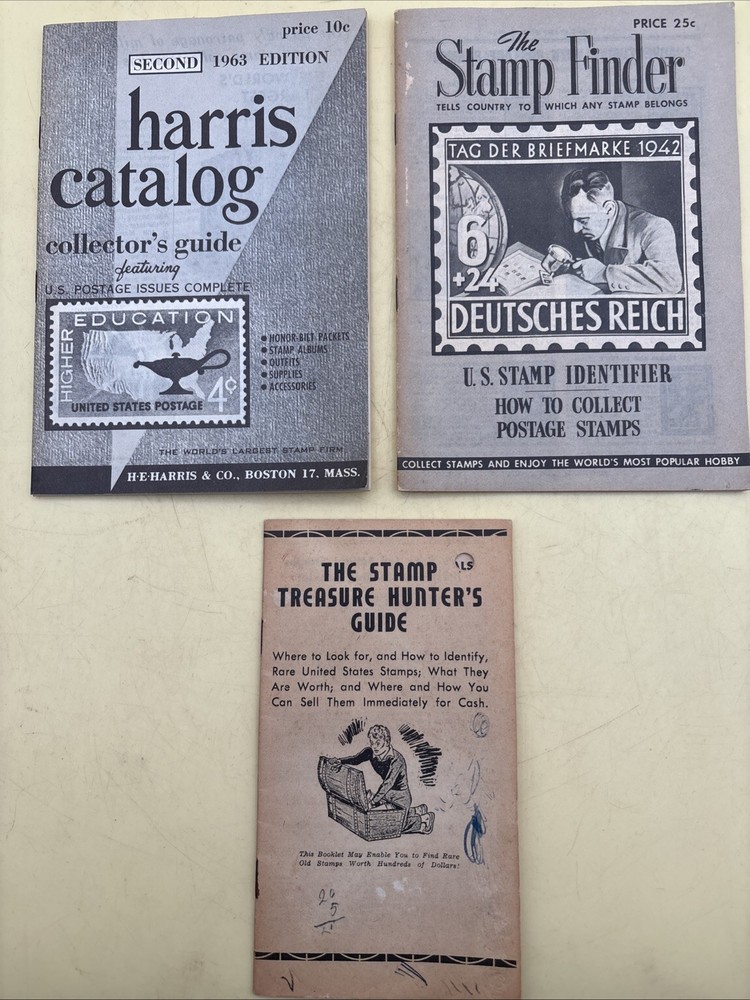 price 10c
SECOND 1963 EDITION
harris
catalog
collector's guide
featuring
U.S. POSTAGE ISSUES COMPLETE
HIGHER
EDUCATION
4c
UNITED STATES POSTAGE
• HONOR-BILT PACKETS
• STAMP ALBUMS
• OUTFITS
• SUPPLIES
• ACCESSORIES
THE WORLD'S LARGEST STAMP FIRM
H·E·HARRIS & CO., BOSTON 17, MASS.
PRICE 25c
The
Stamp Finder
TELLS COUNTRY TO WHICH ANY STAMP BELONGS
TAG DER BRIEFMARKE 1942
6
+24
DEUTSCHES REICH
U.S. STAMP IDENTIFIER
HOW TO COLLECT
POSTAGE STAMPS
COLLECT STAMPS AND ENJOY THE WORLD'S MOST POPULAR HOBBY
THE STAMP
TREASURE HUNTER'S
GUIDE
Where to Look for, and How to Identify,
Rare United States Stamps; What They
Are Worth; and Where and How You
Can Sell Them Immediately for Cash.
This Booklet May Enable You to Find Rare
Old Stamps Worth Hundreds of Dollars!